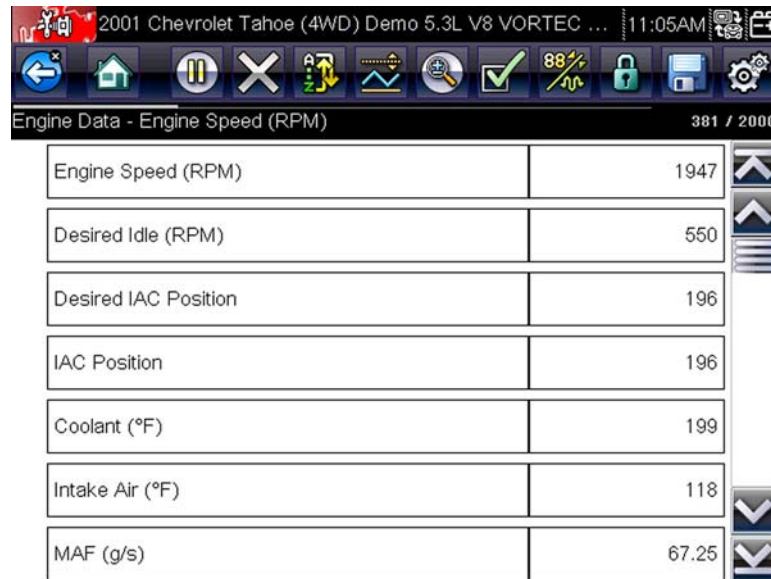 2001 Chevrolet Tahoe (4WD) Demo 5.3L V8 VORTEC ... 11:05AM
A
z
88
Engine Data - Engine Speed (RPM) 381 / 2000
Engine Speed (RPM) 1947
Desired Idle (RPM) 550
Desired IAC Position 196
IAC Position 196
Coolant (°F) 199
Intake Air (°F) 118
MAF (g/s) 67.25